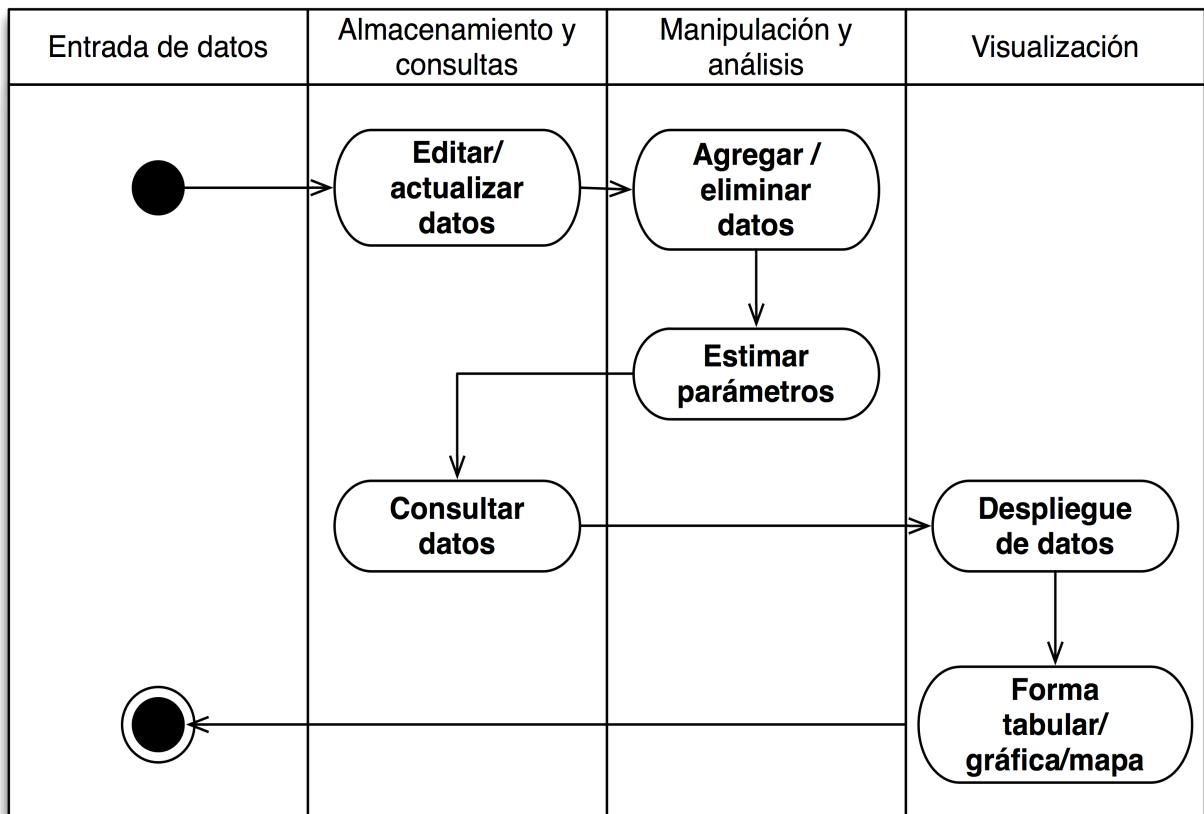 Entrada de datos
Almacenamiento y
consultas
Manipulación y
análisis
Visualización
Editar/
actualizar
datos
Agregar /
eliminar
datos
Estimar
parámetros
Consultar
datos
Despliegue
de datos
Forma
tabular/
gráfica/mapa